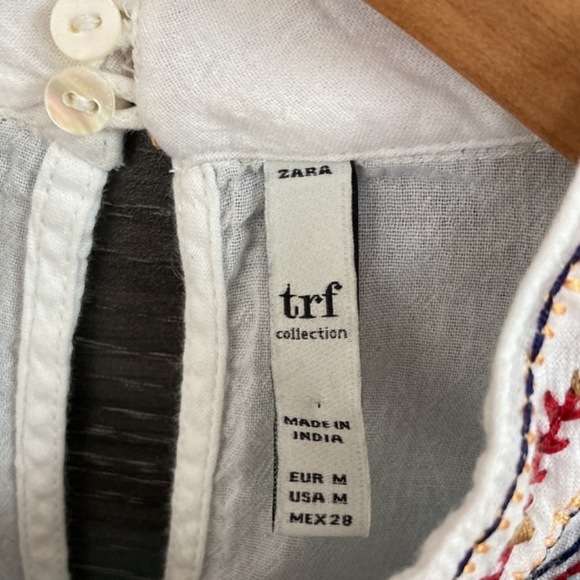 ZARA
trf
collection
MADE IN
INDIA
EUR M
USA M
MEX 28